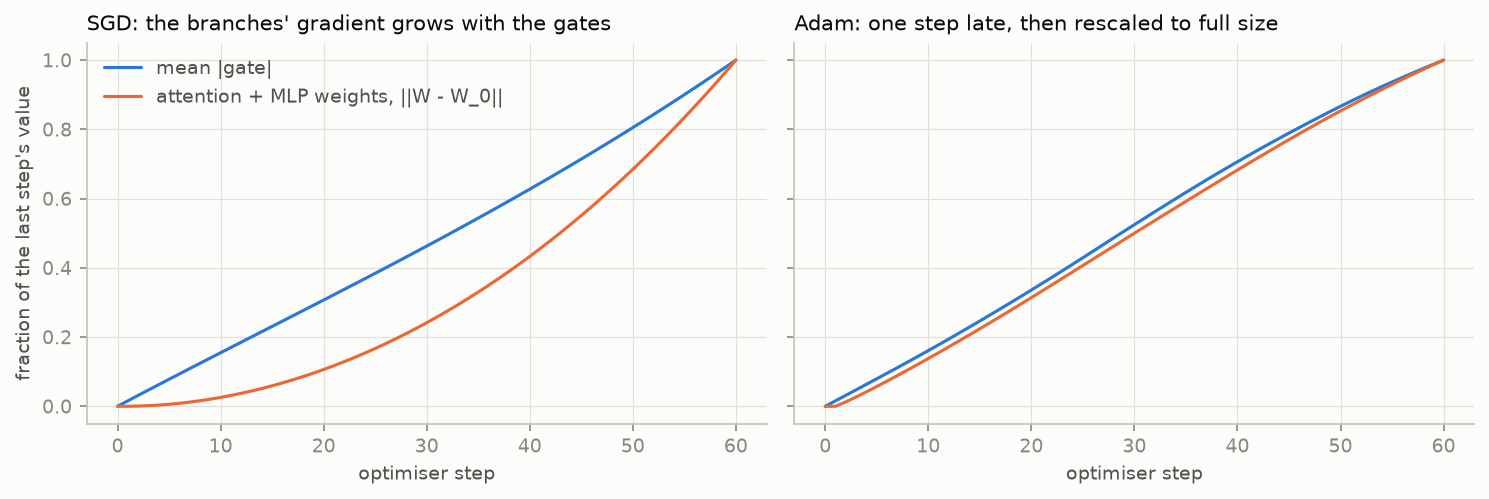 SGD: the branches' gradient grows with the gates
mean |gate|
attention + MLP weights, ||W - W_0||
fraction of the last step's value
1.0
0.8
0.6
0.4
0.2
0.0
0 10 20 30 40 50 60
optimiser step
Adam: one step late, then rescaled to full size
0 10 20 30 40 50 60
optimiser step